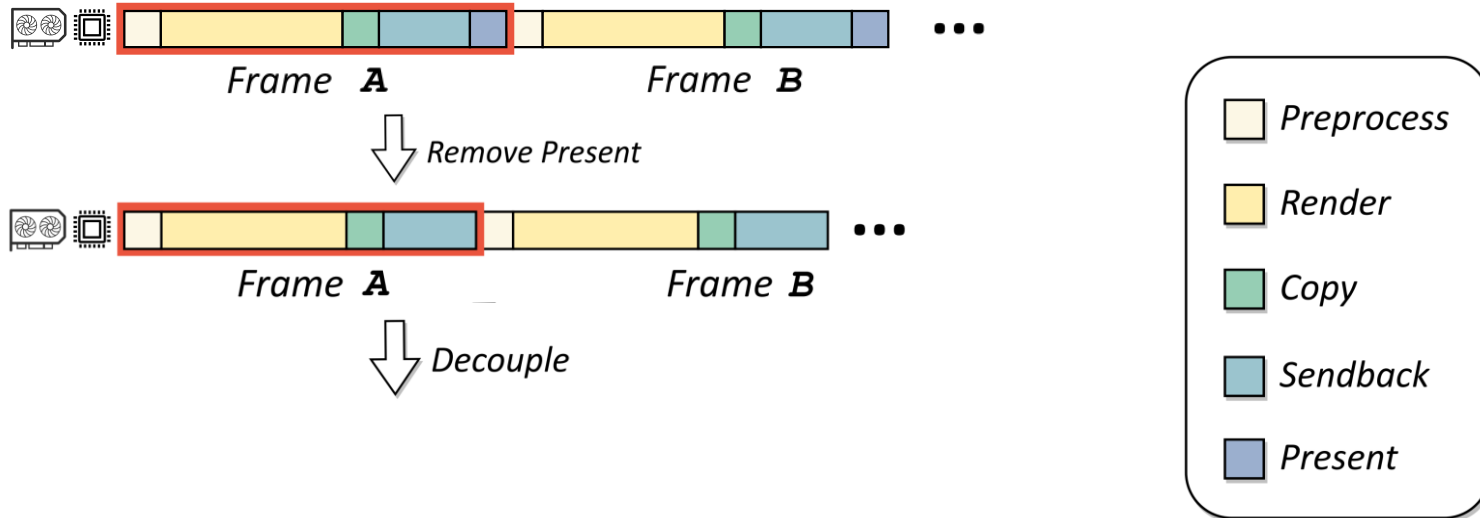 Frame A
Frame B
Remove Present
Frame A
Frame B
Decouple
Preprocess
Render
Copy
Sendback
Present